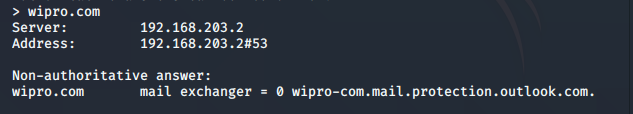 > wipro.com
Server: 192.168.203.2
Address: 192.168.203.2#53
Non-authoritative answer:
wipro.com mail exchanger = 0 wipro-com.mail.protection.outlook.com.